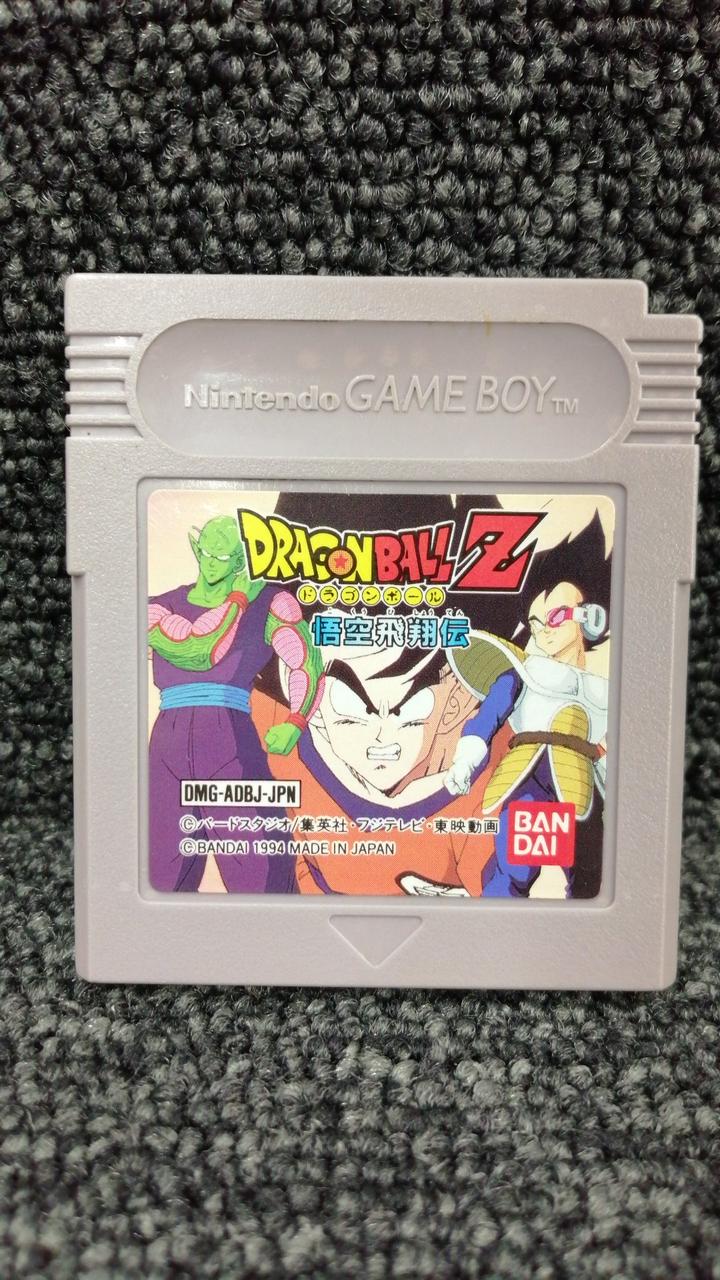 Nintendo GAME BOY TM
DRAGON BALL Z
ドラゴンボール
ごくうひしょうでん
悟空飛翔伝
DMG-ADBJ-JPN
©バードスタジオ/集英社・フジテレビ・東映動画
©BANDAI 1994 MADE IN JAPAN
BAN
DAI